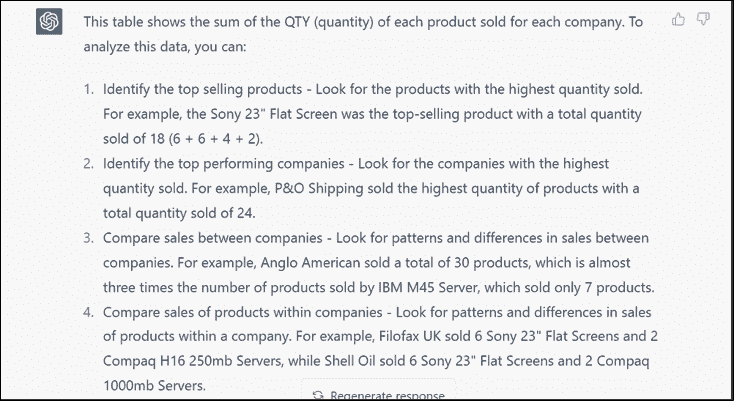 This table shows the sum of the QTY (quantity) of each product sold for each company. To
analyze this data, you can:
1. Identify the top selling products - Look for the products with the highest quantity sold.
For example, the Sony 23" Flat Screen was the top-selling product with a total quantity
sold of 18 (6 + 6 + 4 + 2).
2. Identify the top performing companies - Look for the companies with the highest
quantity sold. For example, P&O Shipping sold the highest quantity of products with a
total quantity sold of 24.
3. Compare sales between companies - Look for patterns and differences in sales between
companies. For example, Anglo American sold a total of 30 products, which is almost
three times the number of products sold by IBM M45 Server, which sold only 7 products.
4. Compare sales of products within companies - Look for patterns and differences in sales
of products within a company. For example, Filofax UK sold 6 Sony 23" Flat Screens and 2
Compaq H16 250mb Servers, while Shell Oil sold 6 Sony 23" Flat Screens and 2 Compaq
1000mb Servers.
Regenerate response